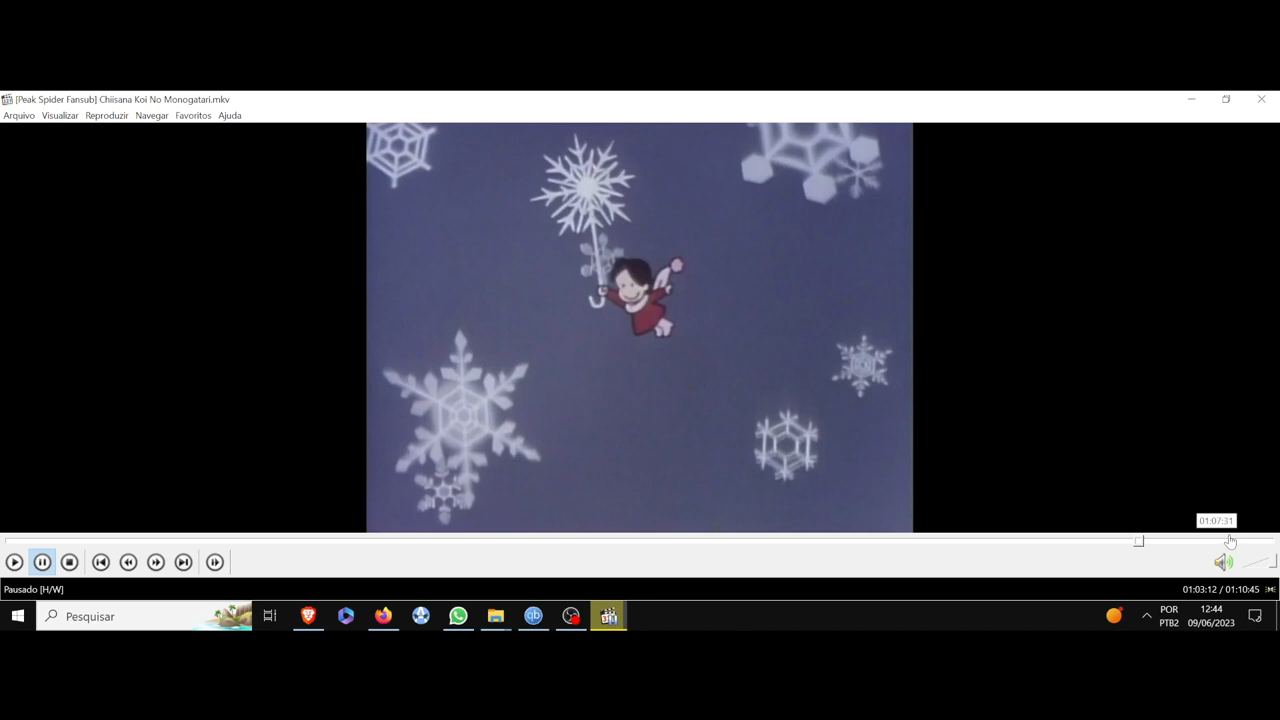 [Peak Spider Fansub] Chiisana Koi No Monogatari.mkv
Arquivo Visualizar Reproduzir Navegar Favoritos Ajuda
01:07:31
Pausado [H/W]
01:03:12 / 01:10:45
Pesquisar
qb
POR
PTB2
12:44
09/06/2023